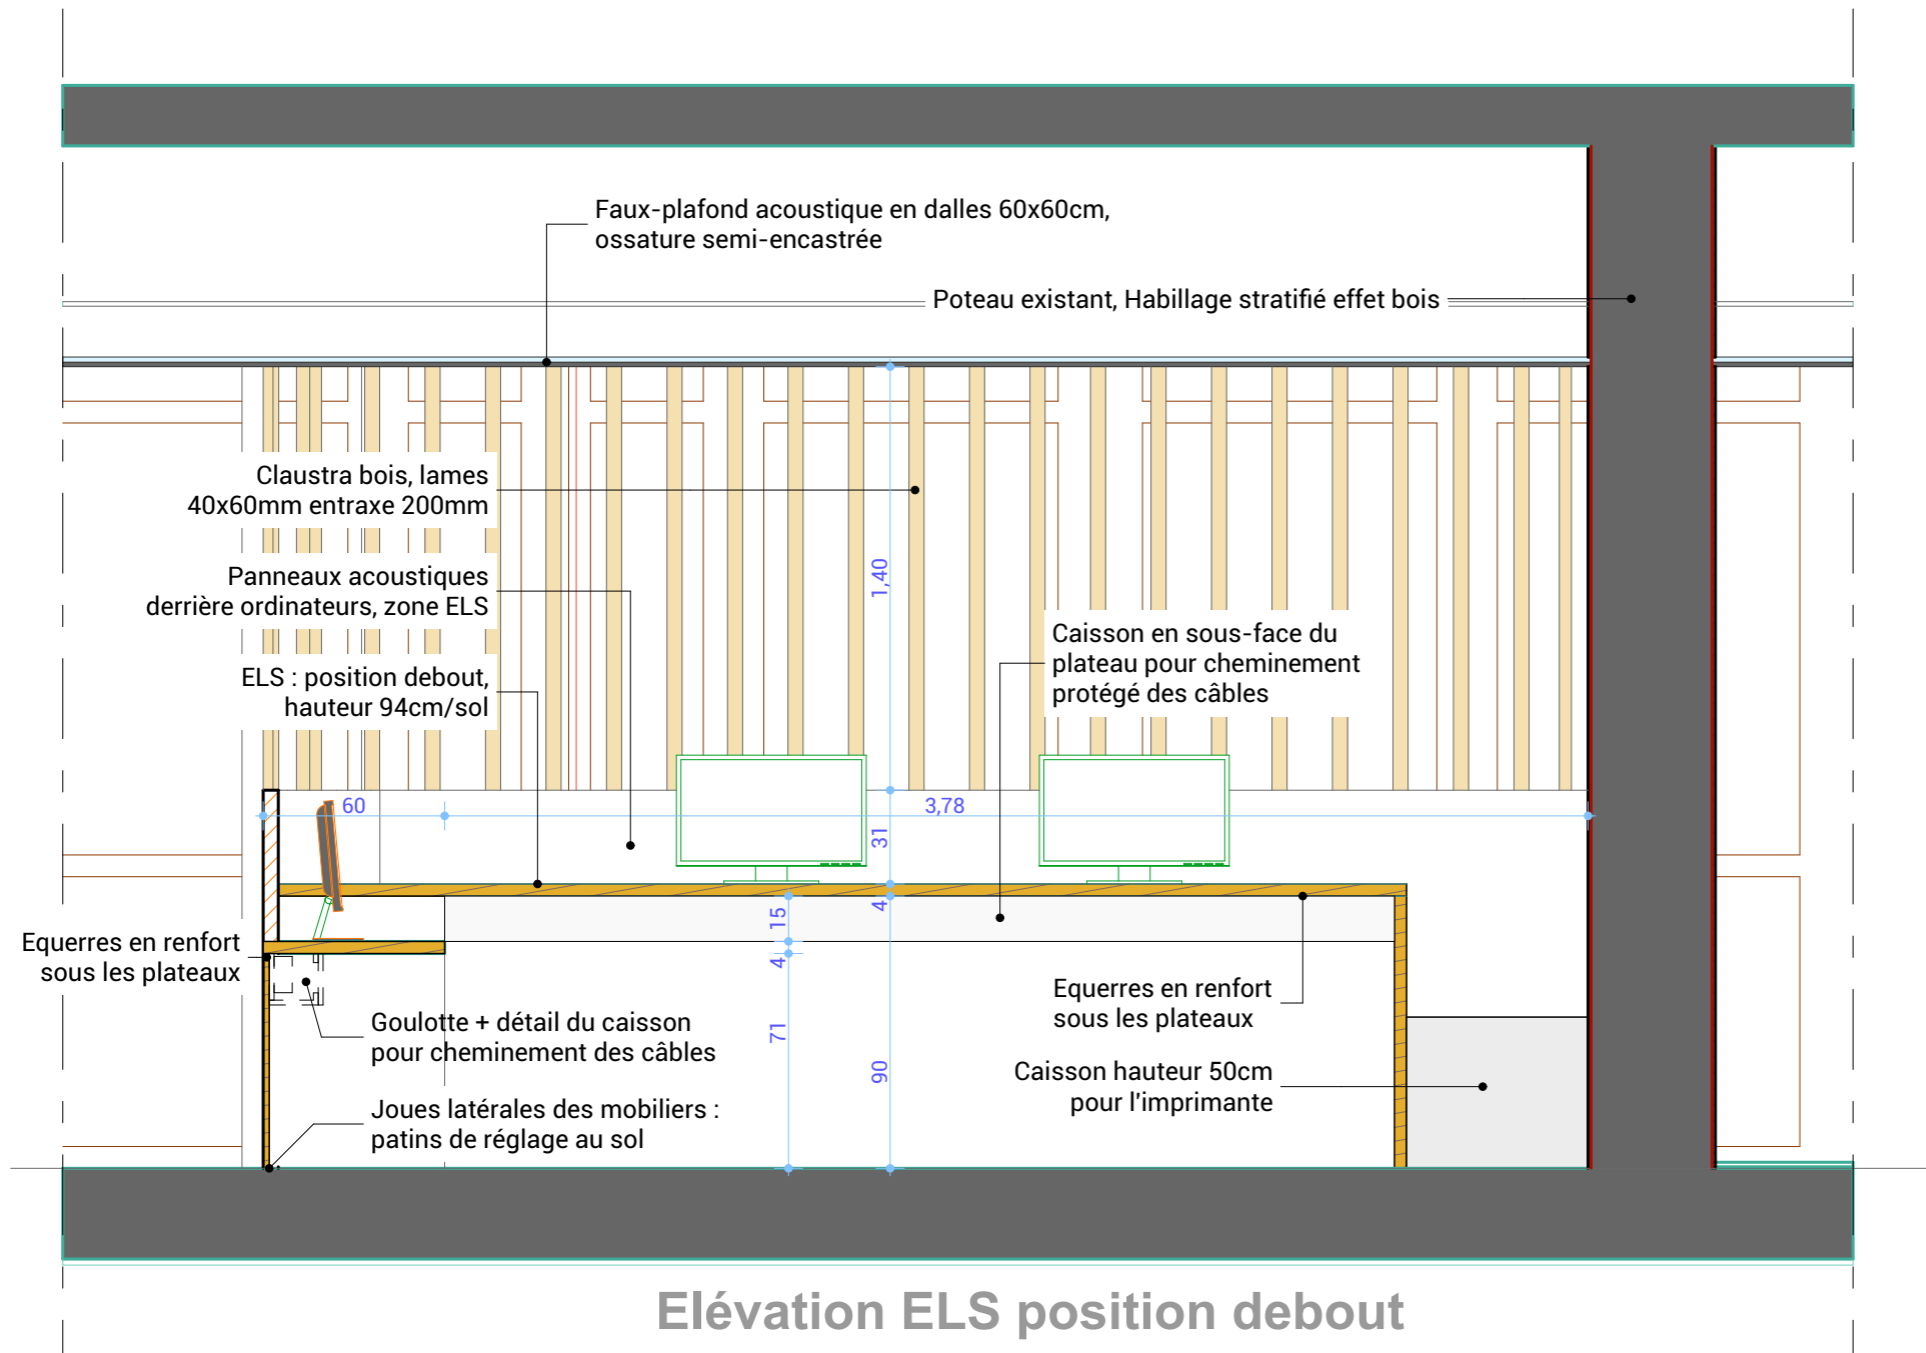 Faux-plafond acoustique en dalles 60x60cm,
ossature semi-encastrée
Poteau existant, Habillage stratifié effet bois
Claustra bois, lames
40x60mm entraxe 200mm
Panneaux acoustiques
derrière ordinateurs, zone ELS
1,40
Caisson en sous-face du
plateau pour cheminement
protégé des câbles
ELS : position debout,
hauteur 94cm/sol
60
3,78
31
4
15
4
Equerres en renfort
sous les plateaux
Equerres en renfort
sous les plateaux
Goulotte + détail du caisson
pour cheminement des câbles
71
90
Caisson hauteur 50cm
pour l'imprimante
Joues latérales des mobiliers :
patins de réglage au sol
Elévation ELS position debout